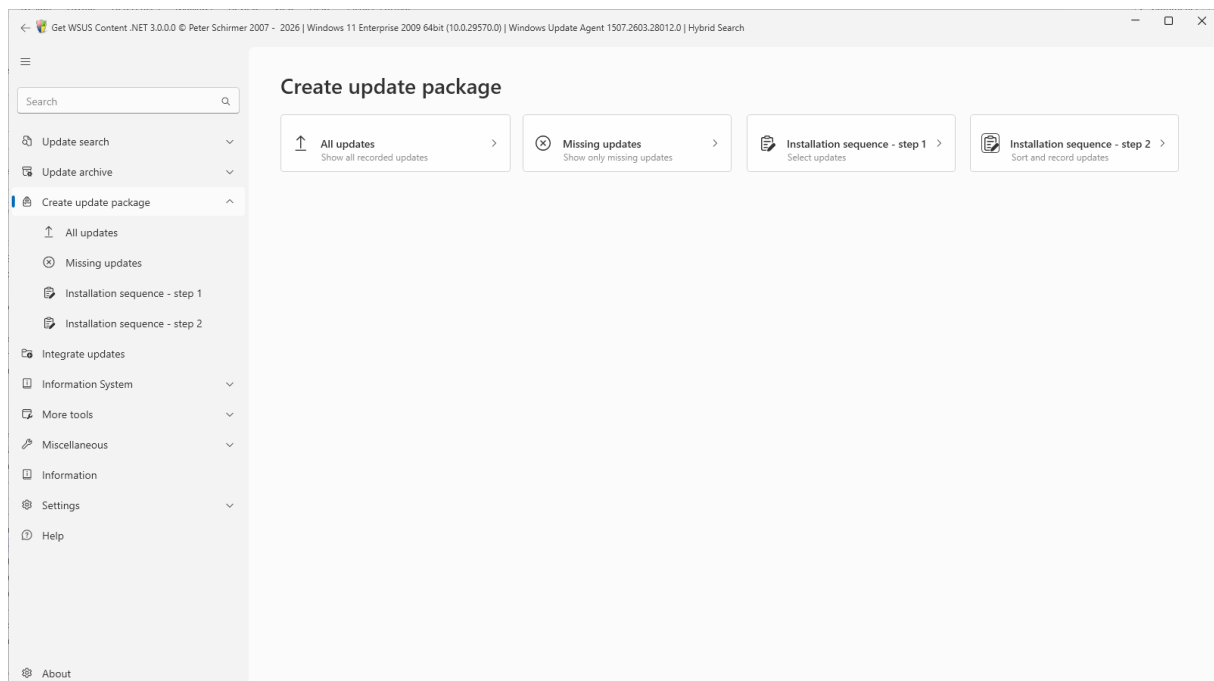 Get WSUS Content .NET 3.0.0.0 © Peter Schirmer 2007 - 2026 | Windows 11 Enterprise 2009 64bit (10.0.29570.0) | Windows Update Agent 1507.2603.28012.0 | Hybrid Search
Search
Update search
Update archive
Create update package
All updates
Missing updates
Installation sequence - step 1
Installation sequence - step 2
Integrate updates
Information System
More tools
Miscellaneous
Information
Settings
Help
About
Create update package
All updates
Show all recorded updates
Missing updates
Show only missing updates
Installation sequence - step 1
Select updates
Installation sequence - step 2
Sort and record updates